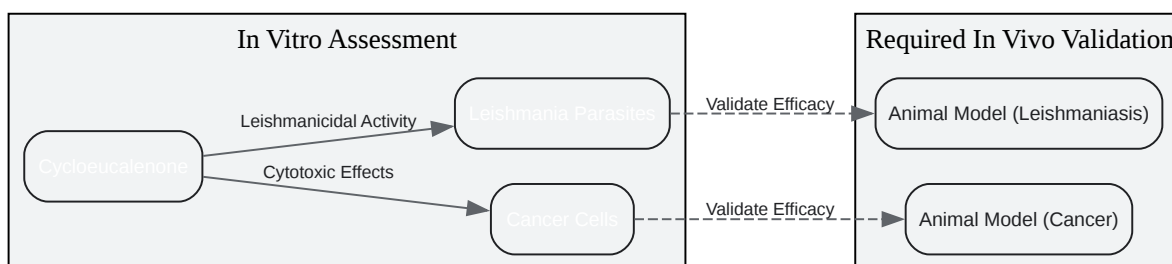 In Vitro Assessment
Required In Vivo Validation
Cycloeucalenone
Leishmanicidal Activity
Cytotoxic Effects
Leishmania Parasites
Cancer Cells
Validate Efficacy
Validate Efficacy
Animal Model (Leishmaniasis)
Animal Model (Cancer)